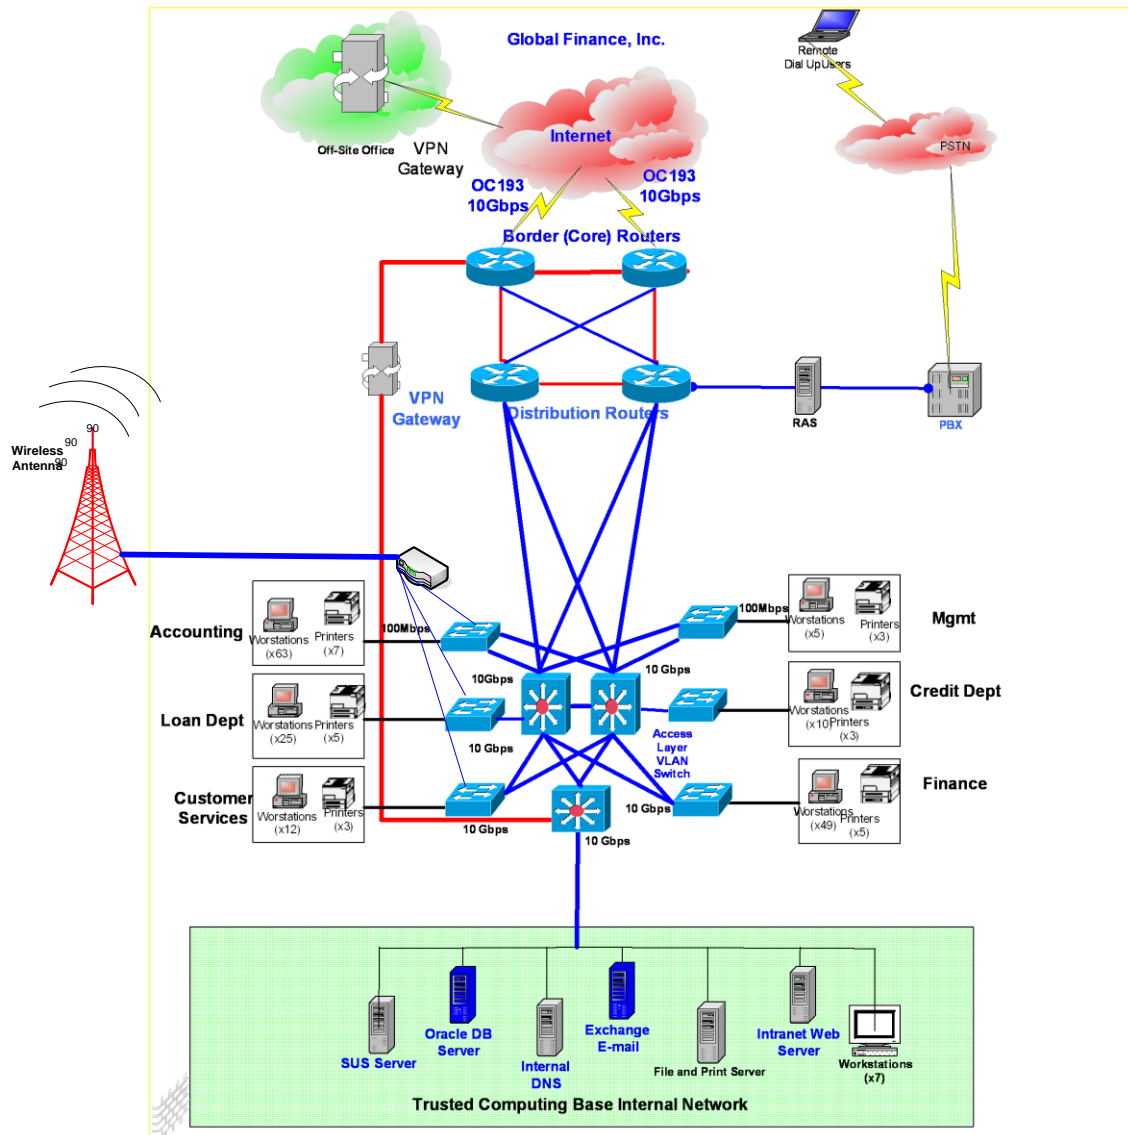 Global Finance, Inc.
Remote
Dial UpUsers
Internet
PSTN
Off-Site Office
VPN
Gateway
OC193
10Gbps
OC193
10Gbps
Border (Core) Routers
VPN
Gateway
Distribution Routers
RAS
PBX
90
90
90
Wireless
Antenna
Accounting
Worstations
(x63)
Printers
(x7)
100Mbps
100Mbps
Worstations
(x5)
Printers
(x3)
Mgmt
10Gbps
10 Gbps
Loan Dept
Worstations
(x25)
Printers
(x5)
10 Gbps
Access
Layer
VLAN
Switch
Worstations
(x10)
Printers
(x3)
Credit Dept
Customer
Services
Worstations
(x12)
Printers
(x3)
10 Gbps
10 Gbps
10 Gbps
Worstations
(x49)
Printers
(x5)
Finance
SUS Server
Oracle DB
Server
Internal
DNS
Exchange
E-mail
File and Print Server
Intranet Web
Server
Workstations
(x7)
Trusted Computing Base Internal Network